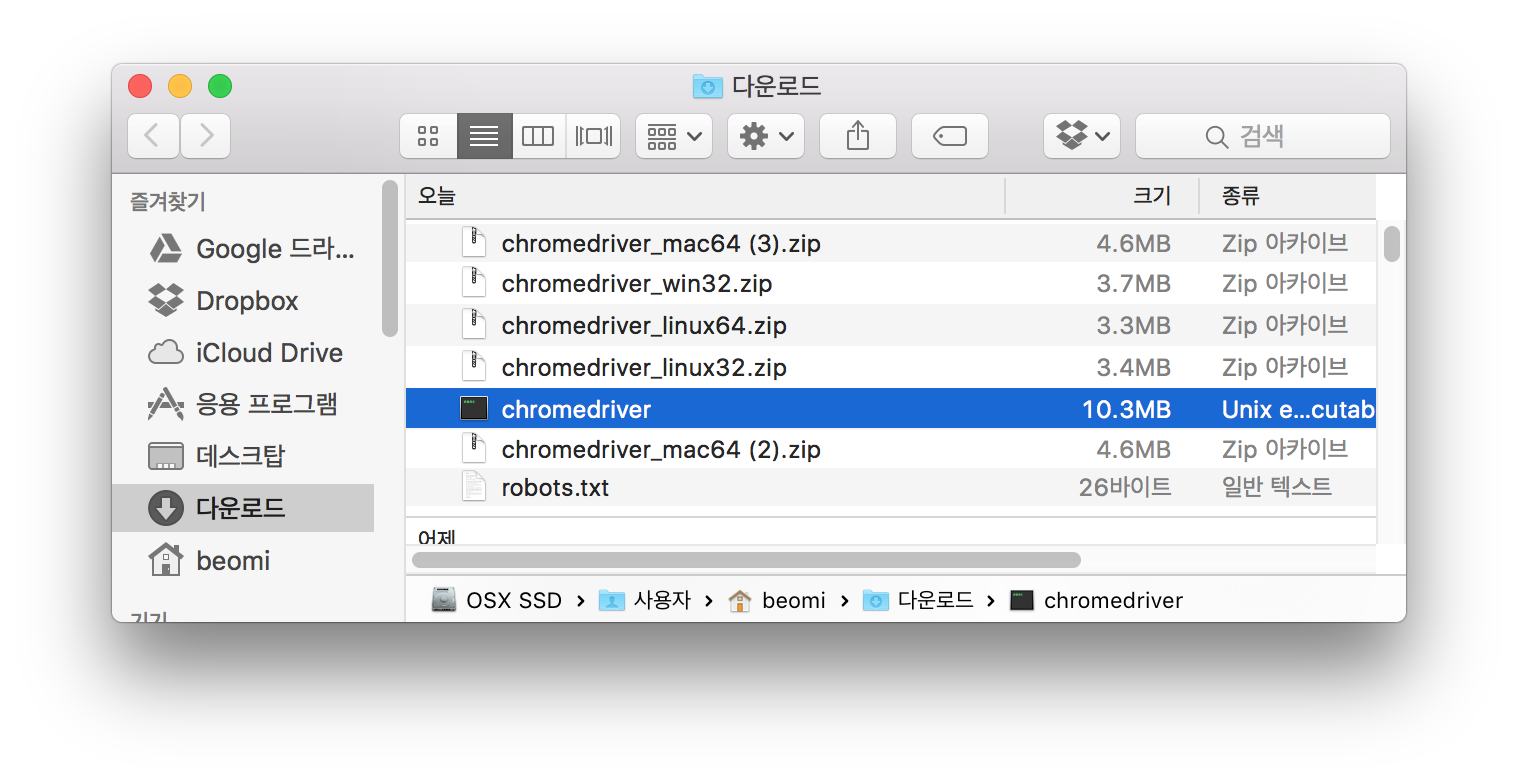 다운로드
검색
즐겨찾기
Google 드라...
Dropbox
iCloud Drive
응용 프로그램
데스크탑
다운로드
beomi
기기
오늘 크기 종류
chromedriver_mac64 (3).zip 4.6MB Zip 아카이브
chromedriver_win32.zip 3.7MB Zip 아카이브
chromedriver_linux64.zip 3.3MB Zip 아카이브
chromedriver_linux32.zip 3.4MB Zip 아카이브
chromedriver 10.3MB Unix e...cutab
chromedriver_mac64 (2).zip 4.6MB Zip 아카이브
robots.txt 26바이트 일반 텍스트
어제
OSX SSD › 사용자 › beomi › 다운로드 › chromedriver